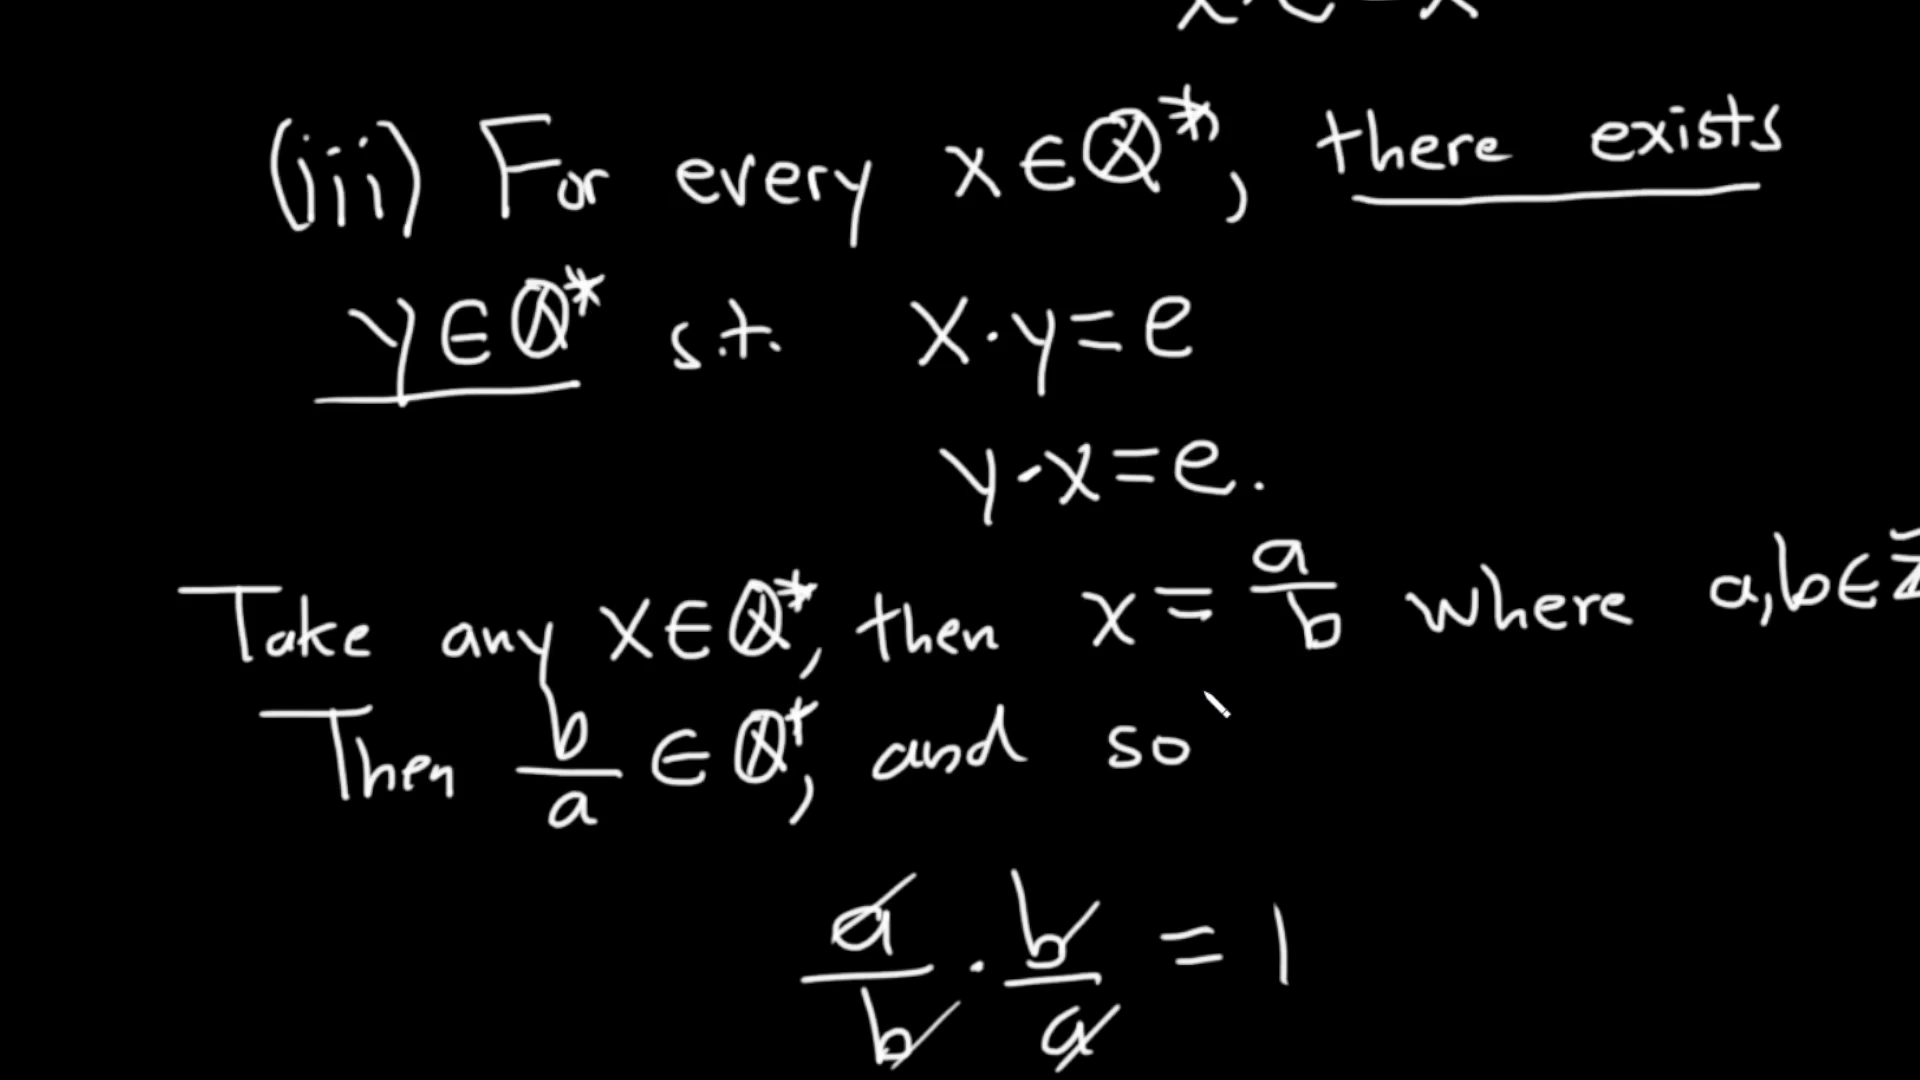 x·e=x
(iii) For every x∈ℚ*, there exists
y∈ℚ* s.t. x·y=e
y·x=e.
Take any x∈ℚ*, then x = a/b where a,b∈ℤ
Then b/a ∈ ℚ*, and so
a/b · b/a = 1